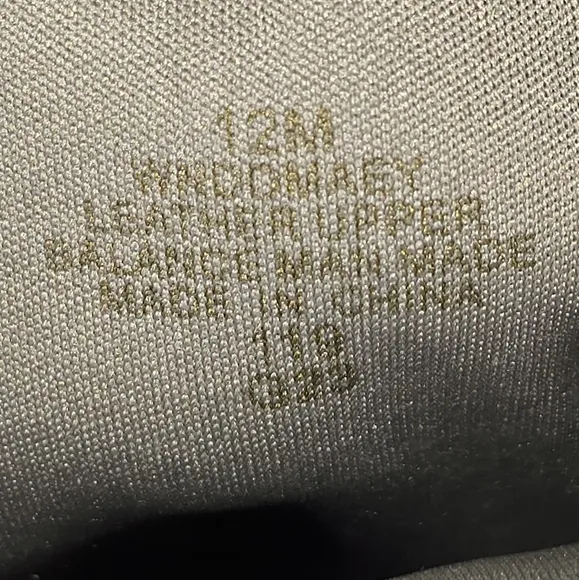 12M
LEATHER UPPER
BALANCE MAN MADE
MADE IN CHINA